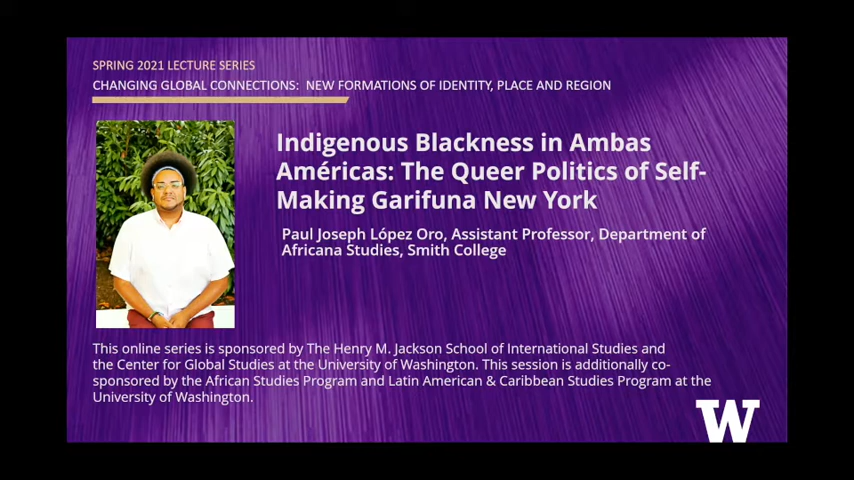 SPRING 2021 LECTURE SERIES
CHANGING GLOBAL CONNECTIONS: NEW FORMATIONS OF IDENTITY, PLACE AND REGION
Indigenous Blackness in Ambas
Américas: The Queer Politics of Self-
Making Garifuna New York
Paul Joseph López Oro, Assistant Professor, Department of
Africana Studies, Smith College
This online series is sponsored by The Henry M. Jackson School of International Studies and
the Center for Global Studies at the University of Washington. This session is additionally co-
sponsored by the African Studies Program and Latin American & Caribbean Studies Program at the
University of Washington.
W